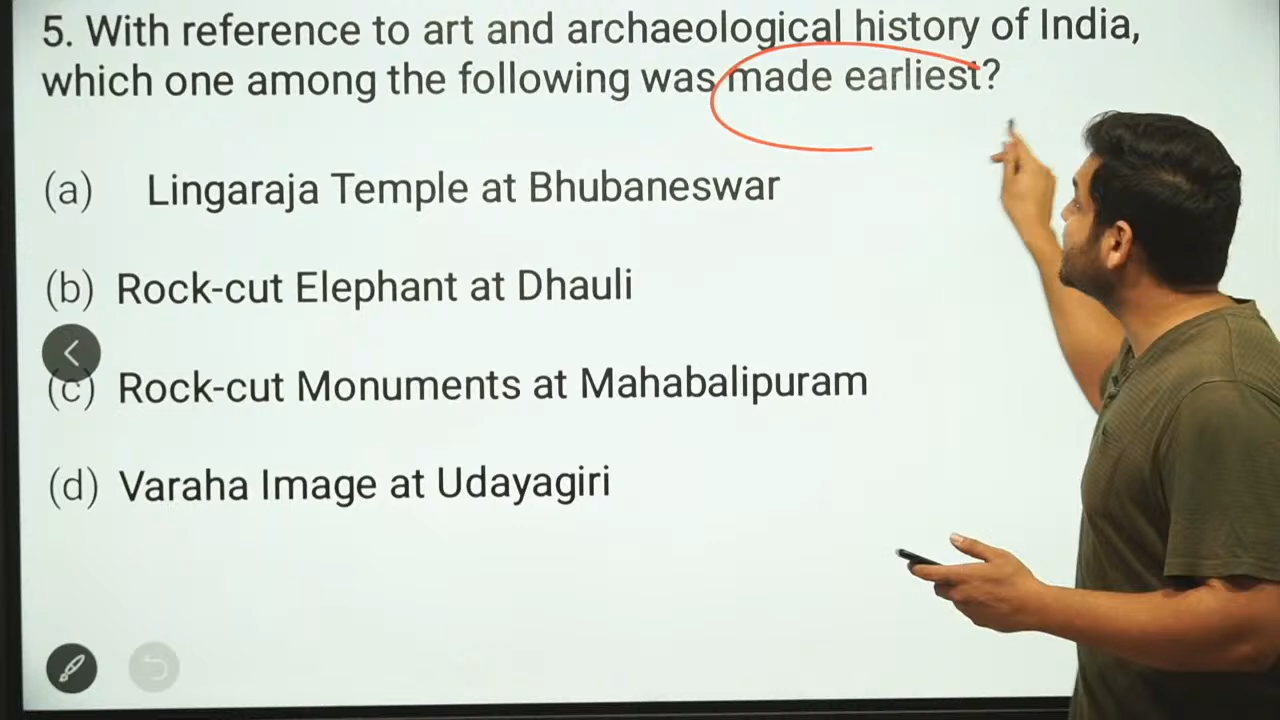 5. With reference to art and archaeological history of India,
which one among the following was made earliest?
(a) Lingaraja Temple at Bhubaneswar
(b) Rock-cut Elephant at Dhauli
(c) Rock-cut Monuments at Mahabalipuram
(d) Varaha Image at Udayagiri